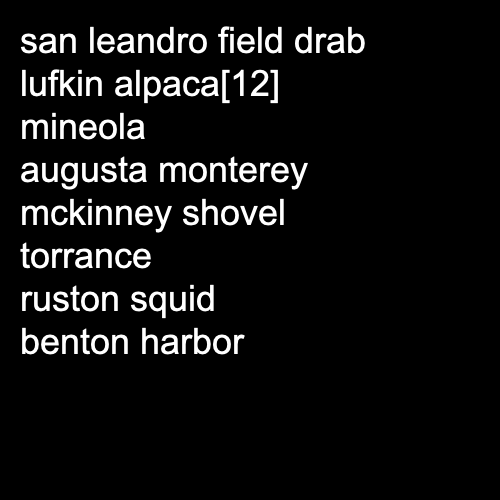 san leandro field drab
lufkin alpaca[12]
mineola
augusta monterey
mckinney shovel
torrance
ruston squid
benton harbor